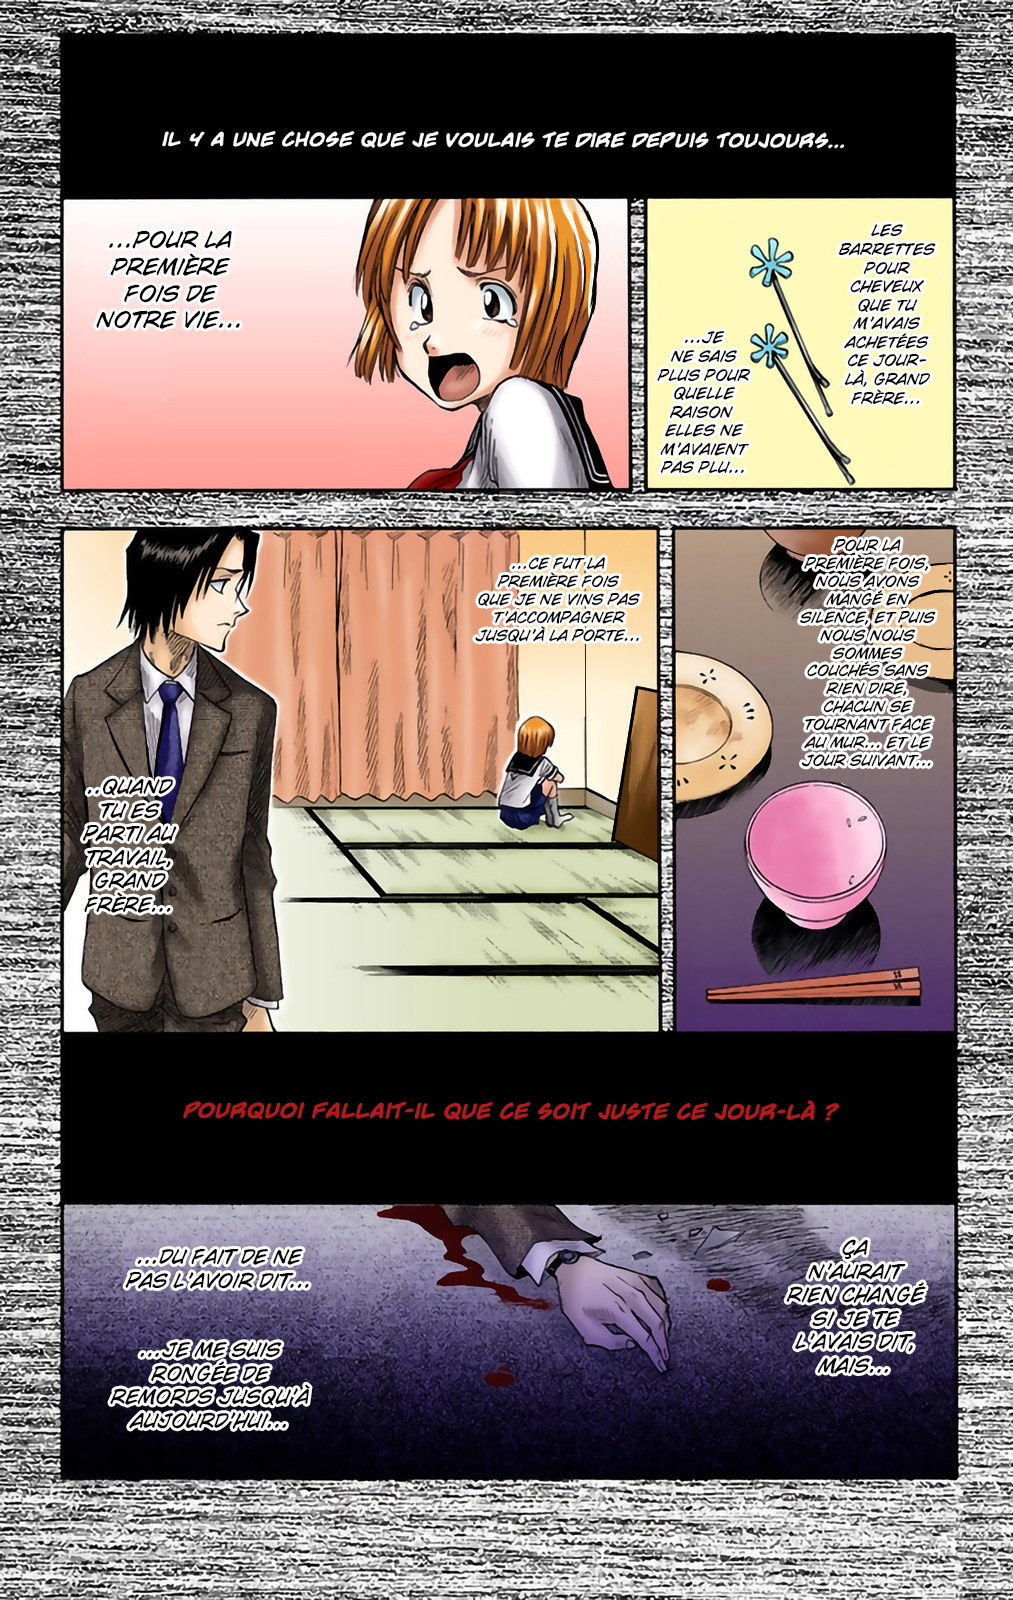 IL Y A UNE CHOSE QUE JE VOULAIS TE DIRE DEPUIS TOUJOURS...
LES
BARRETTES
POUR
CHEVEUX
QUE TU
M'AVAIS
ACHETÉES
CE JOUR-
LÀ, GRAND
FRÈRE...
...JE
NE SAIS
PLUS POUR
QUELLE
RAISON
ELLES NE
M'AVAIENT
PAS PLU...
...POUR LA
PREMIÈRE
FOIS DE
NOTRE VIE...
POUR LA
PREMIÈRE FOIS,
NOUS AVONS
MANGÉ EN
SILENCE, ET PUIS
NOUS NOUS
SOMMES
COUCHÉS SANS
RIEN DIRE,
CHACUN SE
TOURNANT FACE
AU MUR... ET LE
JOUR SUIVANT...
...CE FUT LA
PREMIÈRE FOIS
QUE JE NE VINS PAS
T'ACCOMPAGNER
JUSQU'À LA PORTE...
..QUAND
TU ES
PARTI AU
TRAVAIL,
GRAND
FRÈRE...
POURQUOI FALLAIT-IL QUE CE SOIT JUSTE CE JOUR-LÀ ?
ÇA
N'AURAIT
RIEN CHANGÉ
SI JE TE
L'AVAIS DIT,
MAIS...
...DU FAIT DE NE
PAS L'AVOIR DIT...
...JE ME SUIS
RONGÉE DE
REMORDS JUSQU'À
AUJOURD'HUI...